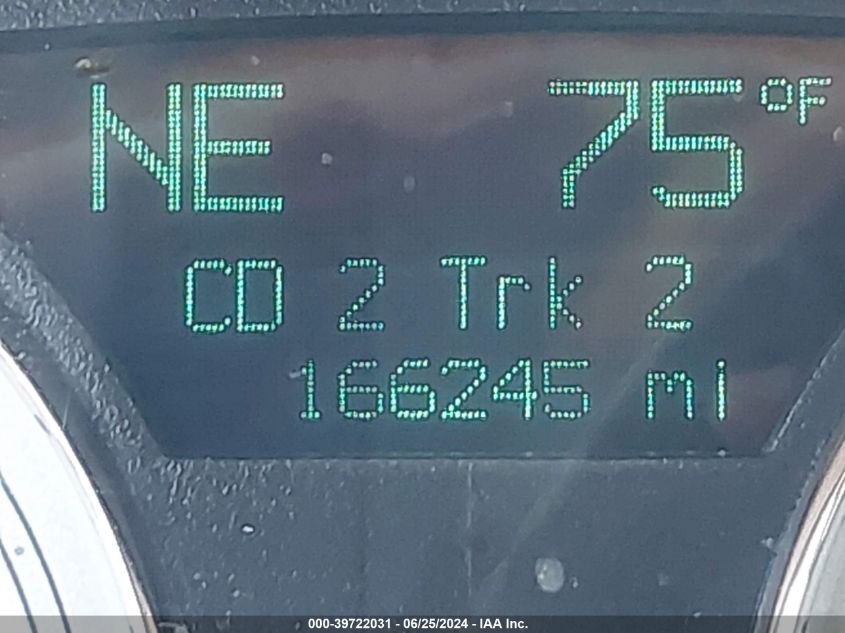 NE 75°F
CD 2 Trk 2
166245 mi
000-39722031 - 06/25/2024 - IAA Inc.